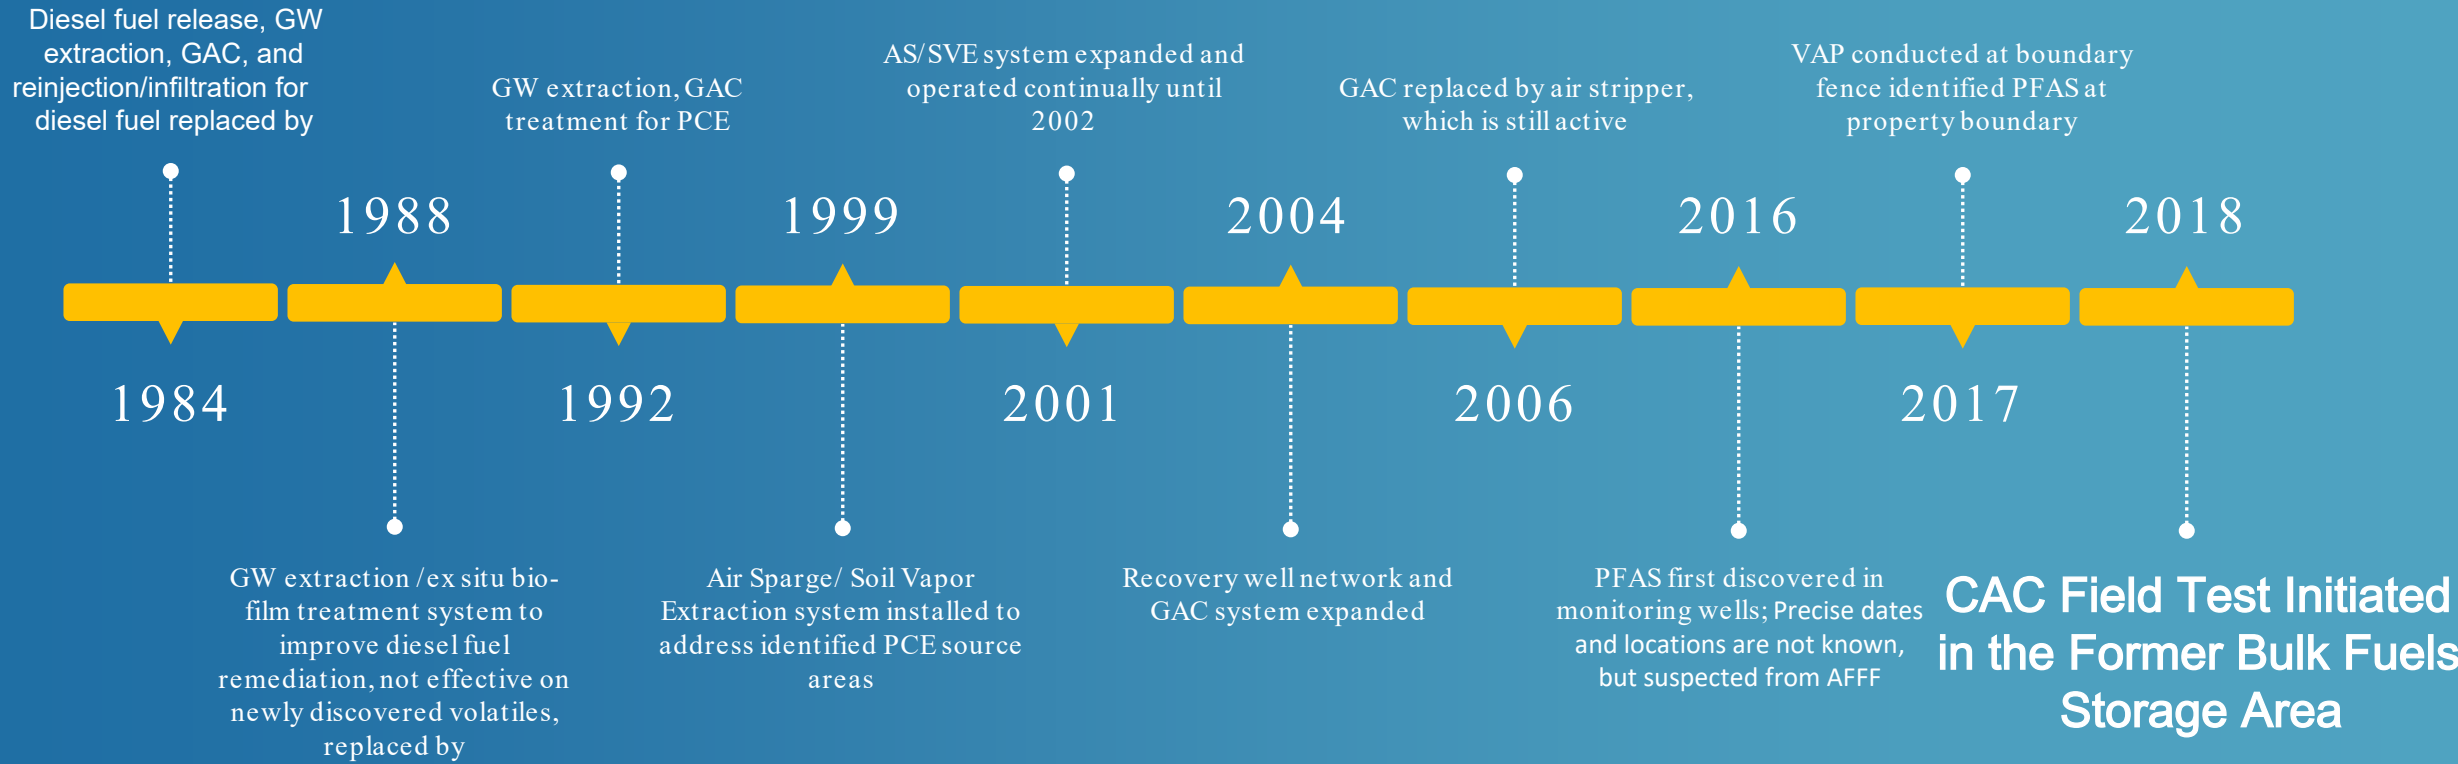 Diesel fuel release, GW
extraction, GAC, and
reinjection/infiltration for
diesel fuel replaced by
1984
1988
GW extraction /ex situ bio-
film treatment system to
improve diesel fuel
remediation, not effective on
newly discovered volatiles,
replaced by
GW extraction, GAC
treatment for PCE
1992
1999
Air Sparge/ Soil Vapor
Extraction system installed to
address identified PCE source
areas
AS/SVE system expanded and
operated continually until
2002
2001
2004
Recovery well network and
GAC system expanded
GAC replaced by air stripper,
which is still active
2006
2016
PFAS first discovered in
monitoring wells; Precise dates
and locations are not known,
but suspected from AFFF
VAP conducted at boundary
fence identified PFAS at
property boundary
2017
2018
CAC Field Test Initiated
in the Former Bulk Fuels
Storage Area